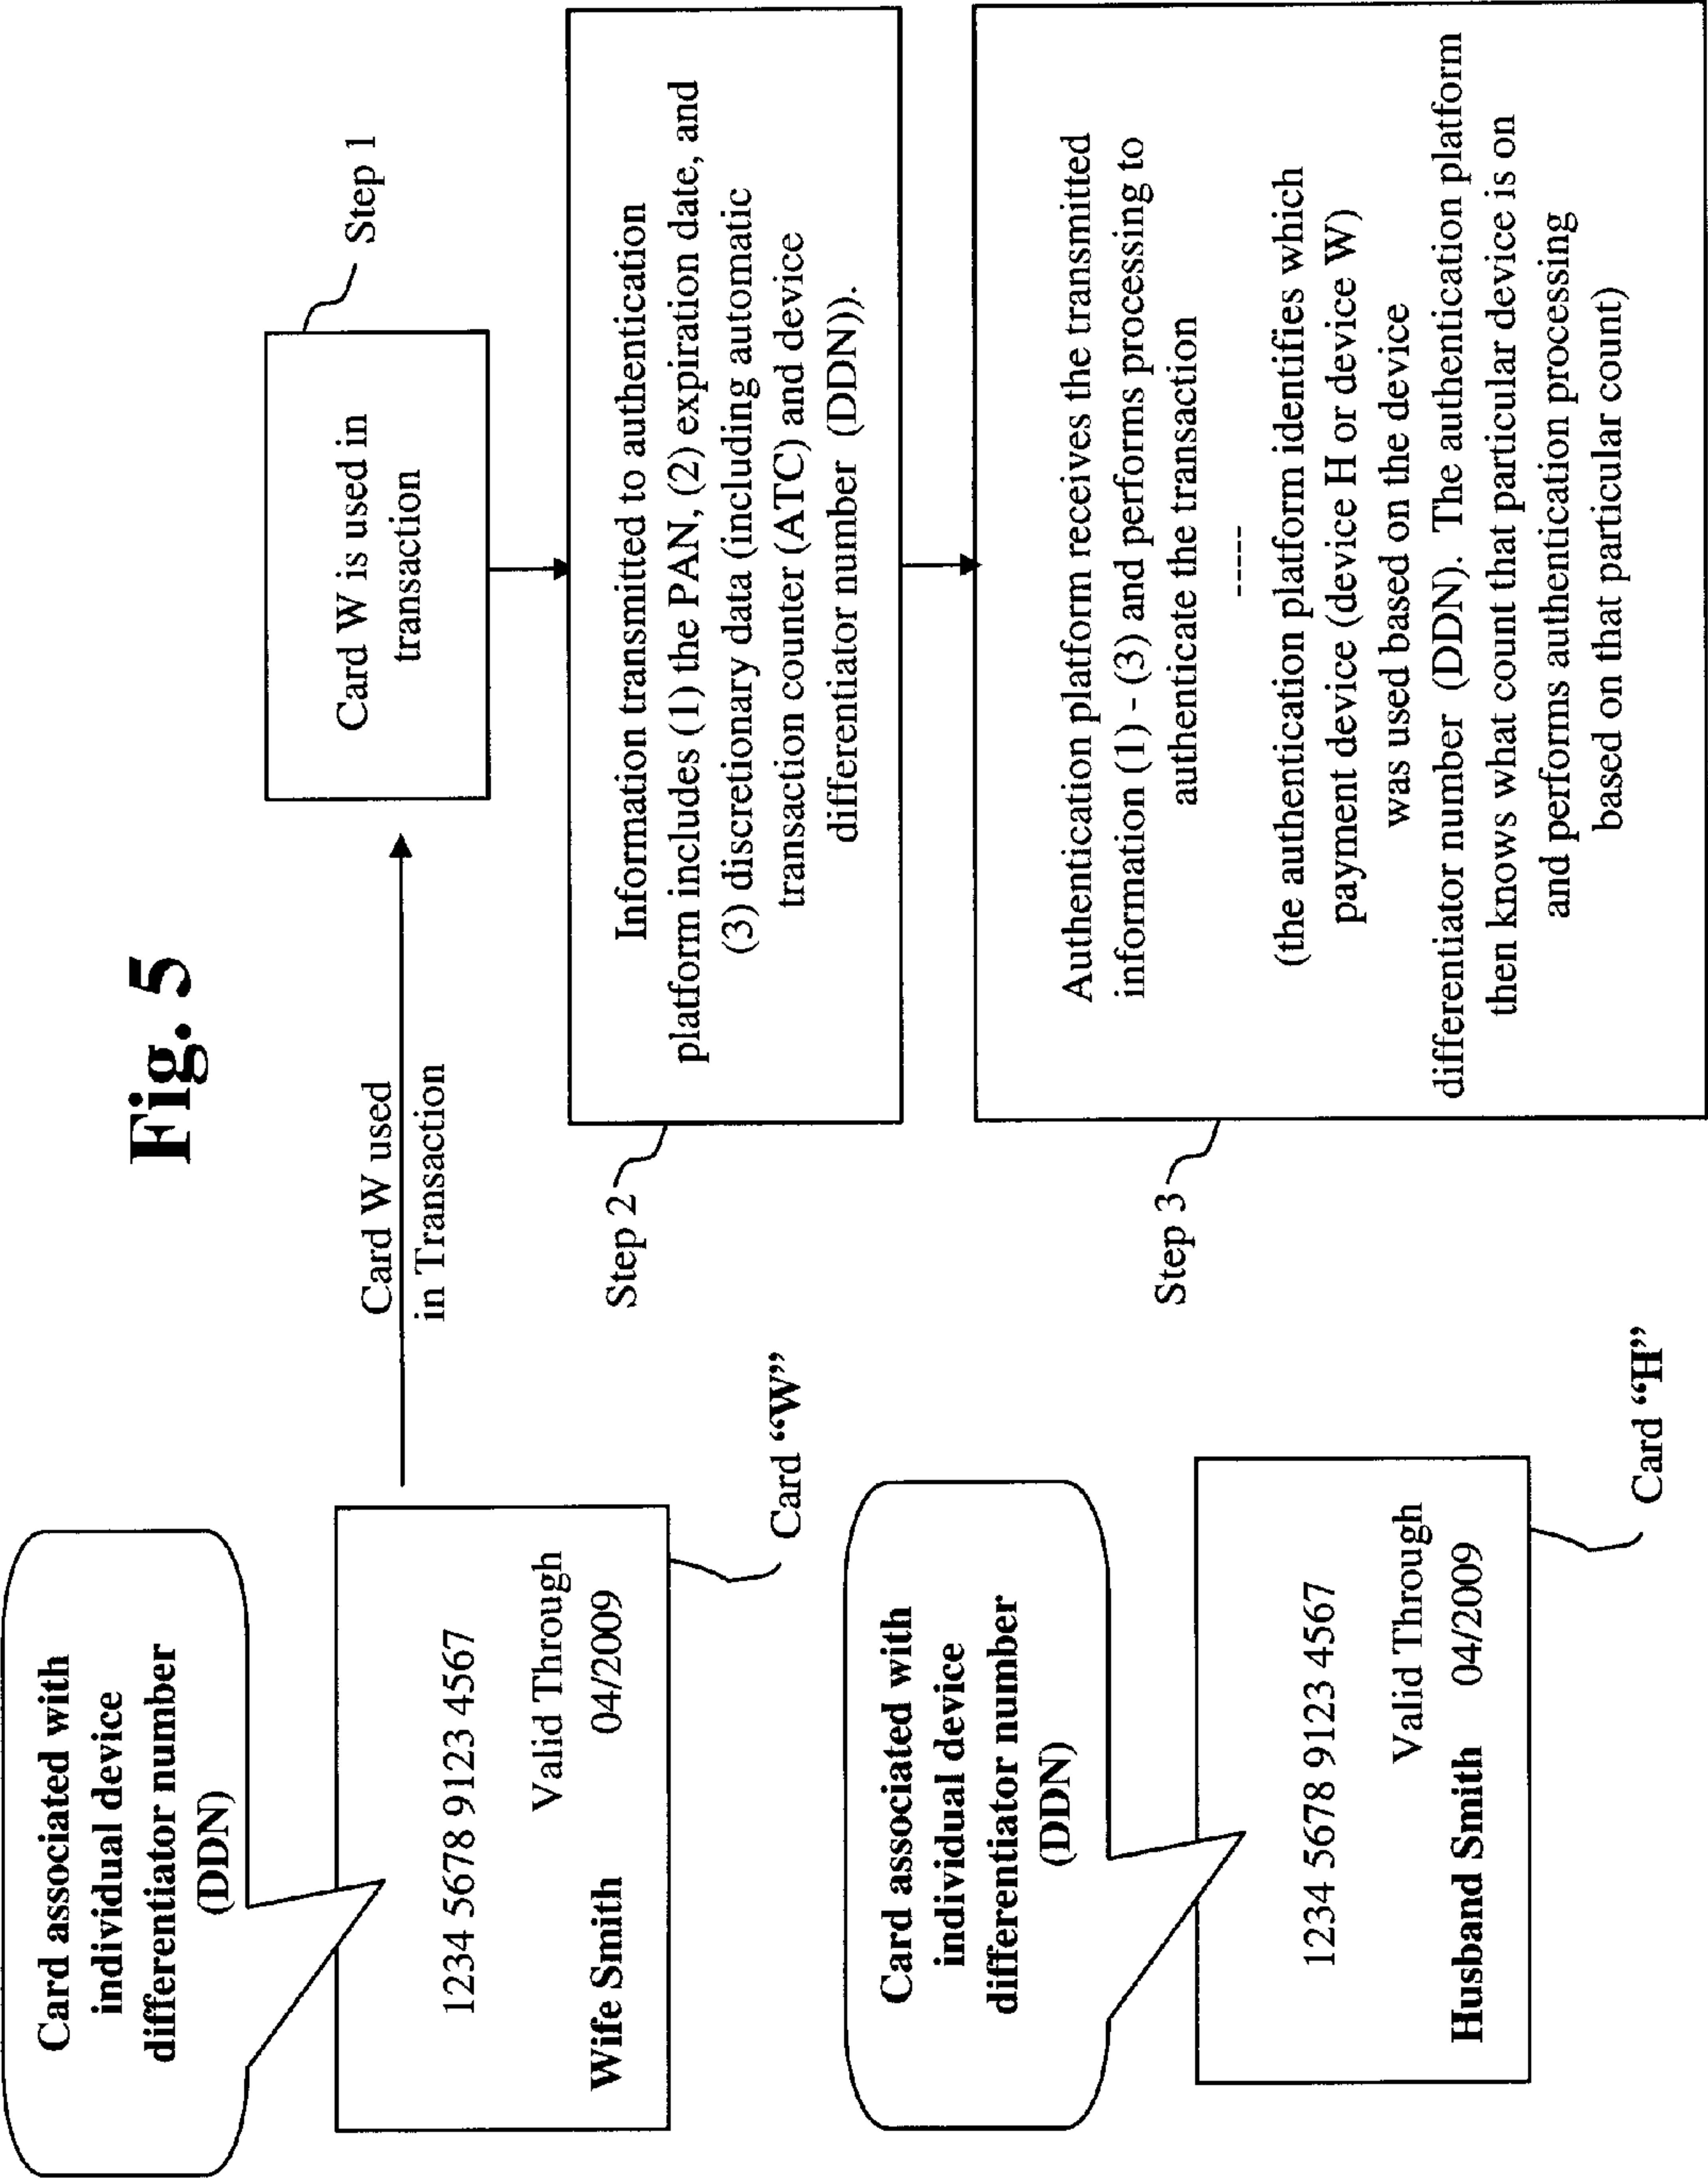 Fig. 5
Card associated with
individual device
differentiator number
(DDN)
1234 5678 9123 4567
Valid Through
Wife Smith 04/2009
Card “W”
Card W used
in Transaction
Card W is used in
transaction
Step 1
Information transmitted to authentication
platform includes (1) the PAN, (2) expiration date, and
(3) discretionary data (including automatic
transaction counter (ATC) and device
differentiator number (DDN)).
Step 2
Authentication platform receives the transmitted
information (1) - (3) and performs processing to
authenticate the transaction
-----
(the authentication platform identifies which
payment device (device H or device W)
was used based on the device
differentiator number (DDN). The authentication platform
then knows what count that particular device is on
and performs authentication processing
based on that particular count)
Step 3
Card associated with
individual device
differentiator number
(DDN)
1234 5678 9123 4567
Valid Through
Husband Smith 04/2009
Card “H”